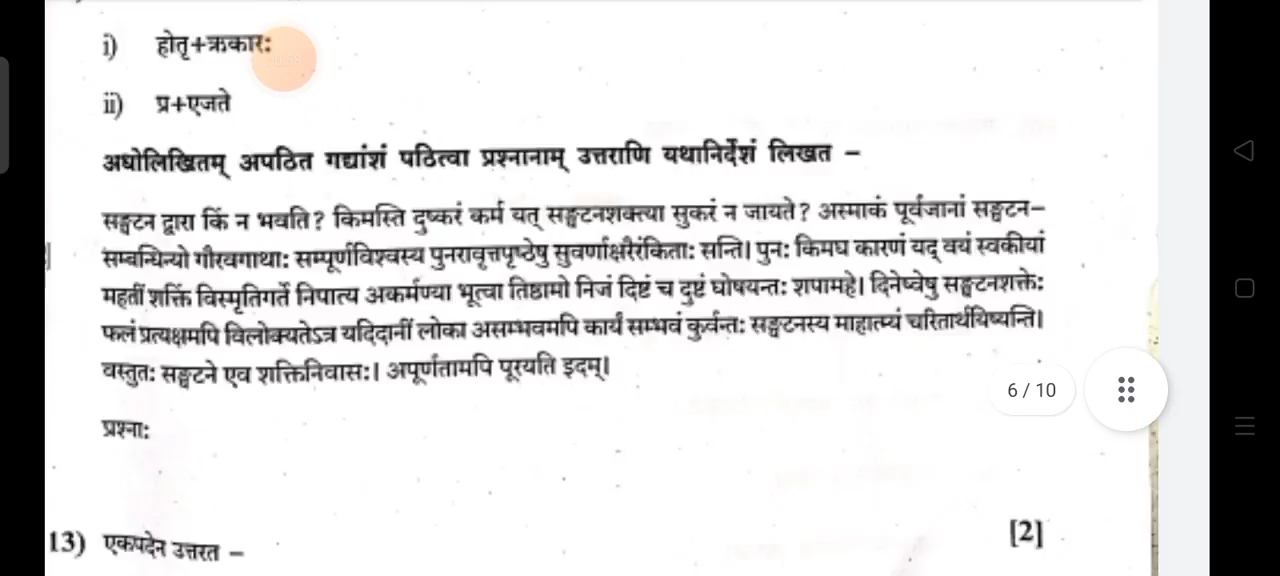 i) होतृ+ऋकारः
ii) प्र+एजते
अधोलिखितम् अपठित गद्यांशं पठित्वा प्रश्नानाम् उत्तराणि यथानिर्देशं लिखत –
सङ्घटन द्वारा किं न भवति? किमस्ति दुष्करं कर्म यत् सङ्घटनशक्त्या सुकरं न जायते? अस्माकं पूर्वजानां सङ्घटन–
सम्बन्धिन्यो गौरवगाथाः सम्पूर्णविश्वस्य पुनरावृत्तपृष्ठेषु सुवर्णाक्षरैरंकिताः सन्ति। पुनः किमघ कारणं यद् वयं स्वकीयां
महतीं शक्तिं विस्मृतिगर्ते निपात्य अकर्मण्या भूत्वा तिष्ठामो निजं दिष्टं च दुष्टं घोषयन्तः शपामहे। दिनेष्वेषु सङ्घटनशक्तेः
फलं प्रत्यक्षमपि विलोक्यतेऽत्र यदिदानीं लोका असम्भवमपि कार्यं सम्भवं कुर्वन्तः सङ्घटनस्य माहात्म्यं चरितार्थयिष्यन्ति।
वस्तुतः सङ्घटने एव शक्तिनिवासः। अपूर्णतामपि पूरयति इदम्।
6 / 10
प्रश्नाः
13) एकपदेन उत्तरत – [2]